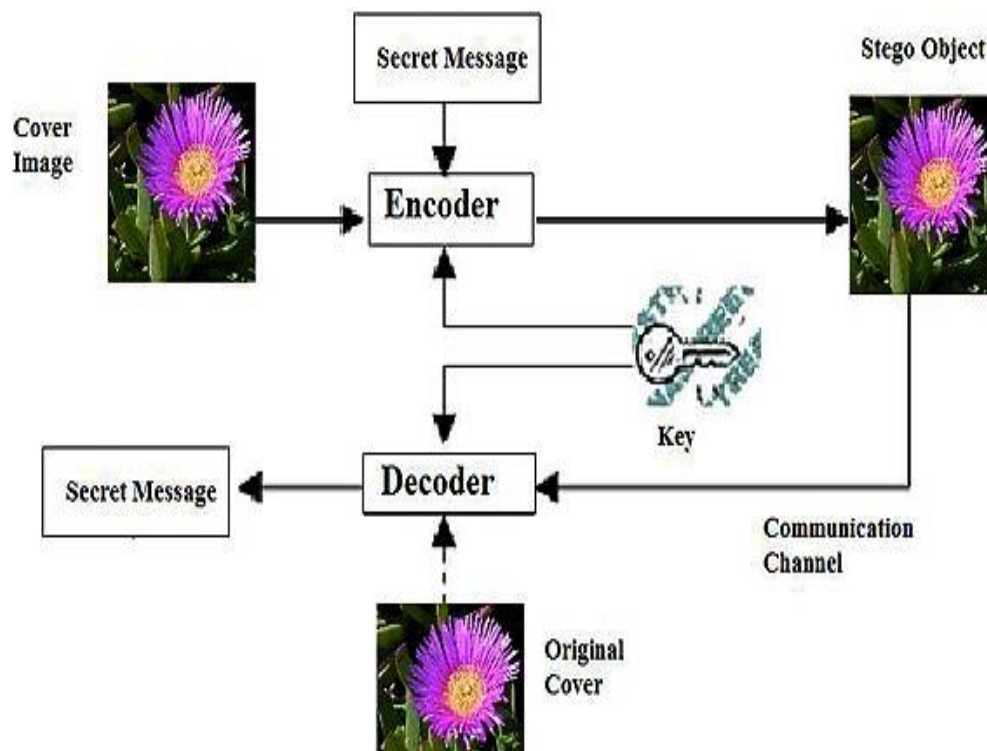 Secret Message
Stego Object
Cover
Image
Encoder
Key
Decoder
Secret Message
Communication
Channel
Original
Cover